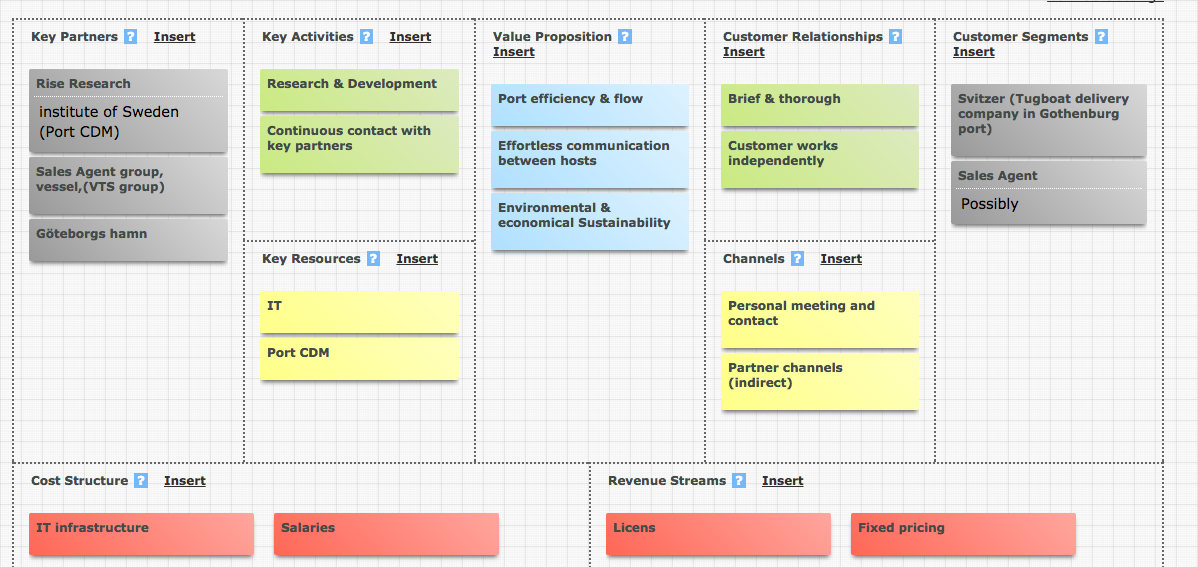 Key Partners ? Insert
Rise Research
institute of Sweden
(Port CDM)
Sales Agent group,
vessel,(VTS group)
Göteborgs hamn
Key Activities ? Insert
Research & Development
Continuous contact with
key partners
Key Resources ? Insert
IT
Port CDM
Value Proposition ?
Insert
Port efficiency & flow
Effortless communication
between hosts
Environmental &
economical Sustainability
Customer Relationships ?
Insert
Brief & thorough
Customer works
independently
Channels ? Insert
Personal meeting and
contact
Partner channels
(indirect)
Customer Segments ?
Insert
Svitzer (Tugboat delivery
company in Gothenburg
port)
Sales Agent
Possibly
Cost Structure ? Insert
IT infrastructure
Salaries
Revenue Streams ? Insert
Licens
Fixed pricing